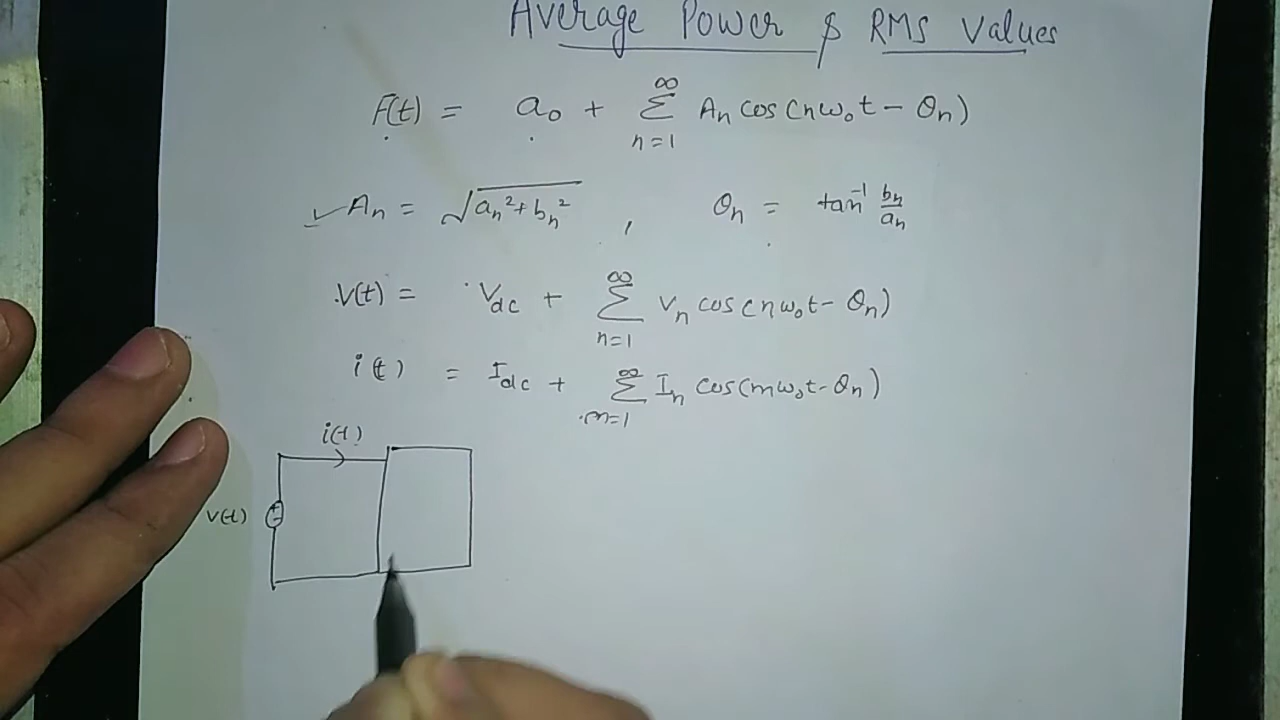 Average Power & RMS Values
F(t) = a₀ + ∞ Σ n=1 An cos(nω₀t - θn)
An = √an²+bn² , θn = tan⁻¹ bn/an
V(t) = Vdc + ∞ Σ n=1 Vn cos(nω₀t - θn)
i(t) = Idc + ∞ Σ m=1 In cos(mω₀t - θn)
i(t)
V(t)
+
-